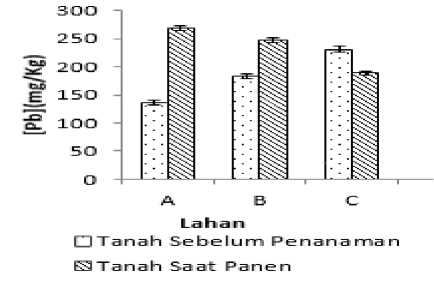 [Pb](mg/Kg)
300
250
200
150
100
50
0
A B C
Lahan
Tanah Sebelum Penanaman
Tanah Saat Panen